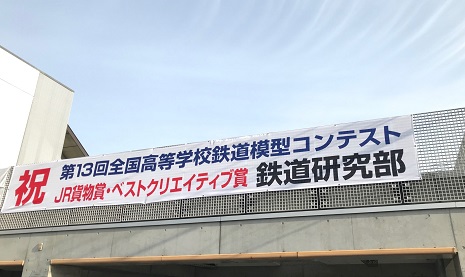 祝
第13回全国高等学校鉄道模型コンテスト
JR貨物賞・ベストクリエイティブ賞 鉄道研究部